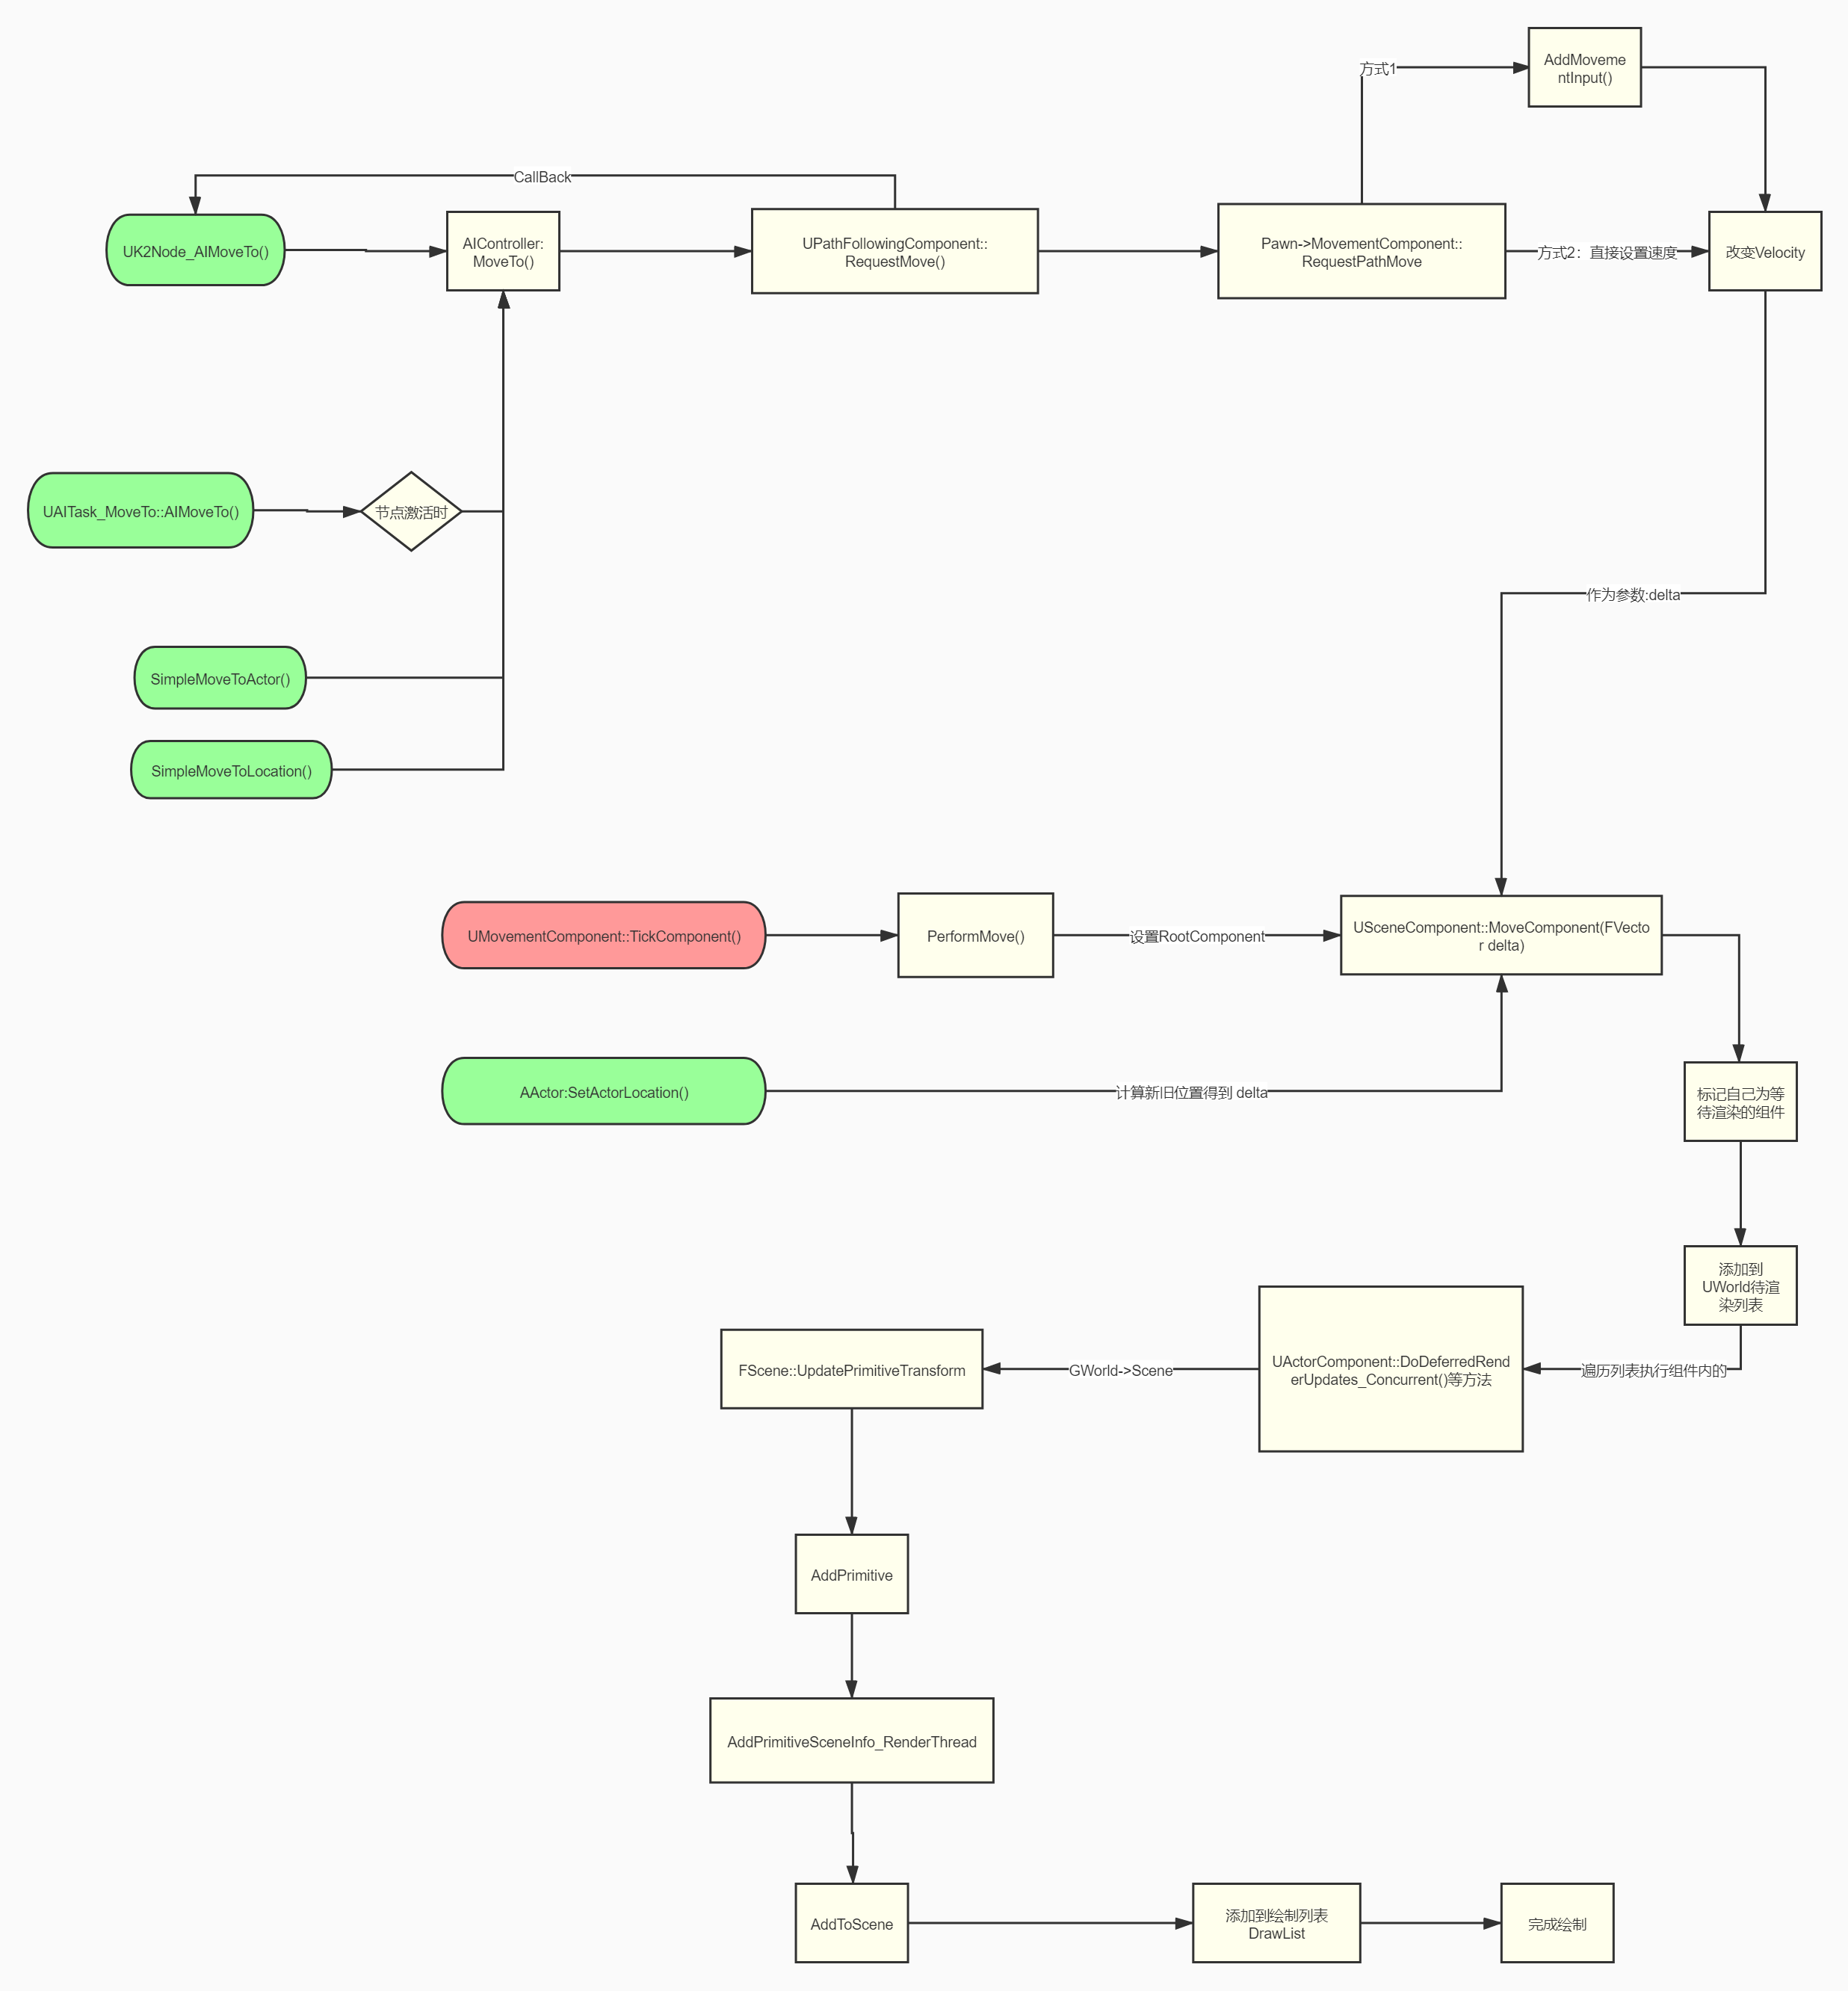 方式1
AddMoveme
ntInput()
CallBack
UK2Node_AIMoveTo()
AIController:
MoveTo()
UPathFollowingComponent::
RequestMove()
Pawn->MovementComponent::
RequestPathMove
方式2：直接设置速度
改变Velocity
UAITask_MoveTo::AIMoveTo()
节点激活时
作为参数:delta
SimpleMoveToActor()
SimpleMoveToLocation()
UMovementComponent::TickComponent()
PerformMove()
设置RootComponent
USceneComponent::MoveComponent(FVecto
r delta)
AActor:SetActorLocation()
计算新旧位置得到 delta
标记自己为等
待渲染的组件
添加到
UWorld待渲
染列表
遍历列表执行组件内的
UActorComponent::DoDeferredRend
erUpdates_Concurrent()等方法
GWorld->Scene
FScene::UpdatePrimitiveTransform
AddPrimitive
AddPrimitiveSceneInfo_RenderThread
AddToScene
添加到绘制列表
DrawList
完成绘制